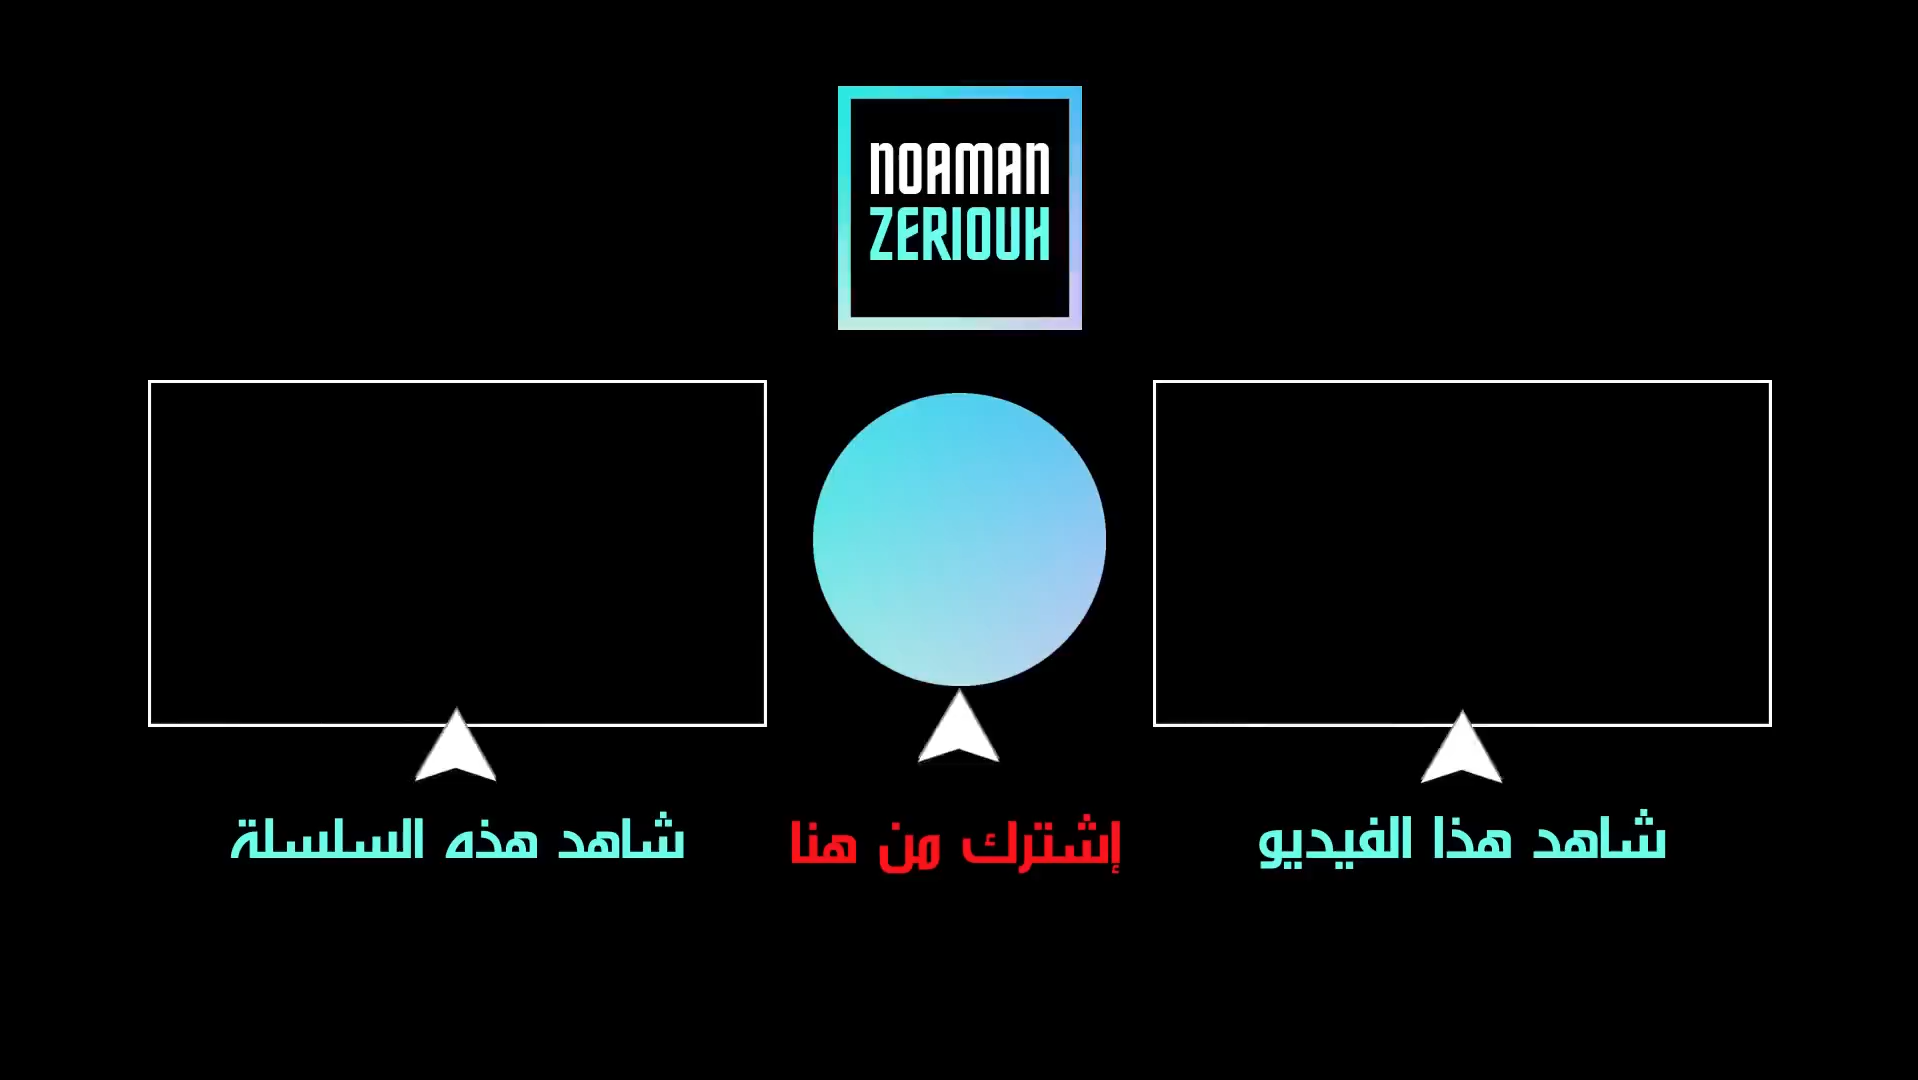 NOAMAN
ZERIOUH
شاهد هذا الفيديو
إشترك من هنا
شاهد هذه السلسلة